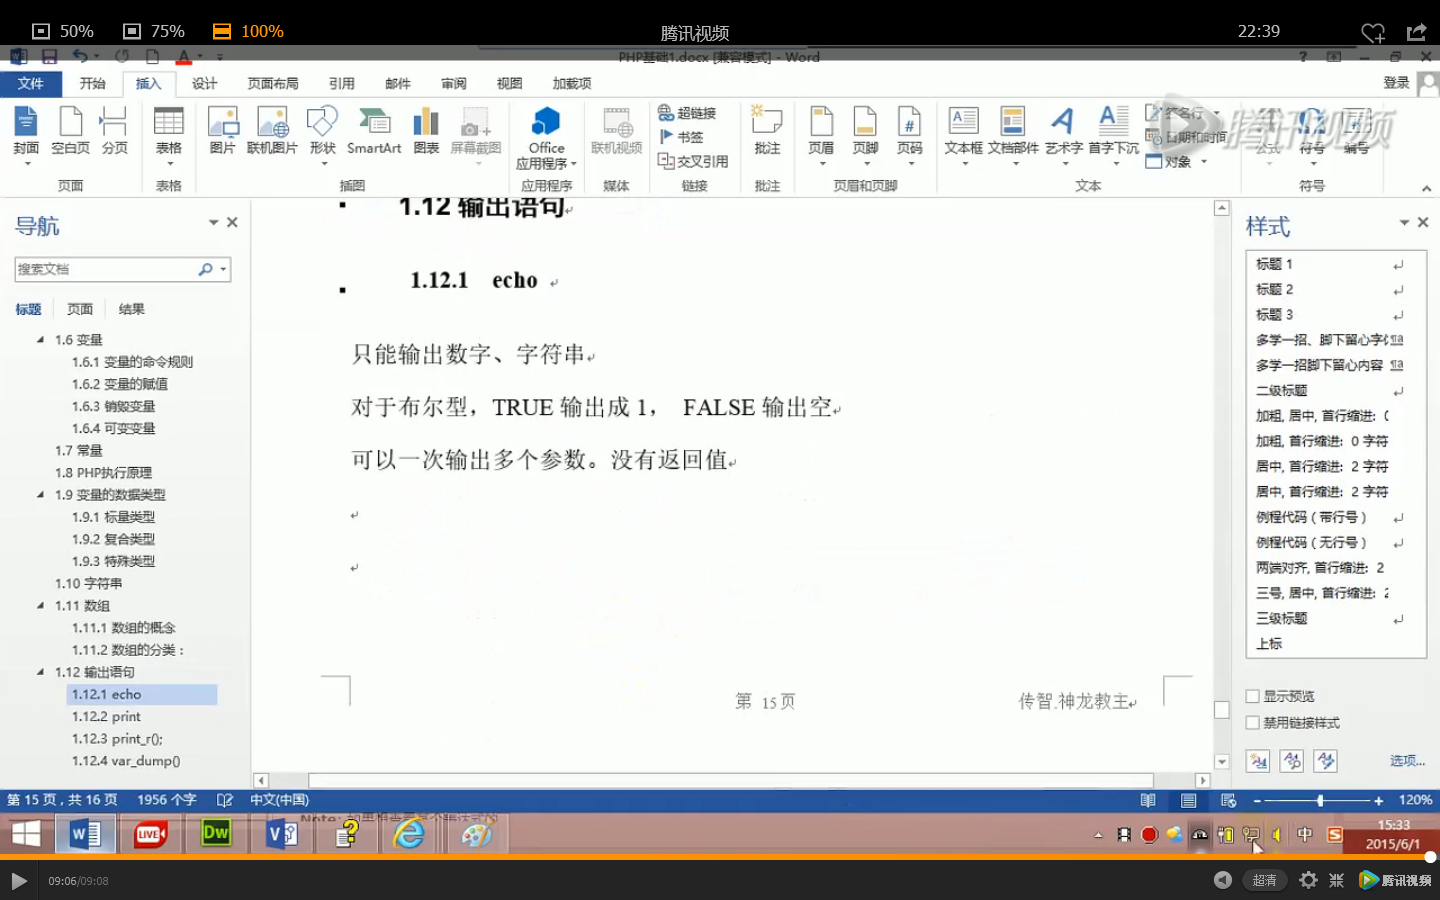 50% 75% 100% 腾讯视频 22:39
PHP基础1.docx [兼容模式] - Word
文件 开始 插入 设计 页面布局 引用 邮件 审阅 视图 加载项 登录
封面 空白页 分页 表格 图片 联机图片 形状 SmartArt 图表 屏幕截图 Office 应用程序 联机视频 超链接 书签 交叉引用 批注 页眉 页脚 页码 文本框 文档部件 艺术字 首字下沉 签名行 日期和时间 对象 公式 符号 编号
腾讯视频
页面 表格 插图 应用程序 媒体 链接 批注 页眉和页脚 文本 符号
导航
搜索文档
标题 页面 结果
1.6 变量
1.6.1 变量的命令规则
1.6.2 变量的赋值
1.6.3 销毁变量
1.6.4 可变变量
1.7 常量
1.8 PHP执行原理
1.9 变量的数据类型
1.9.1 标量类型
1.9.2 复合类型
1.9.3 特殊类型
1.10 字符串
1.11 数组
1.11.1 数组的概念
1.11.2 数组的分类：
1.12 输出语句
1.12.1 echo
1.12.2 print
1.12.3 print_r();
1.12.4 var_dump()
1.12 输出语句
1.12.1 echo
只能输出数字、字符串
对于布尔型，TRUE 输出成 1， FALSE 输出空
可以一次输出多个参数。没有返回值
第 15页 传智.神龙教主
样式
标题 1
标题 2
标题 3
多学一招、脚下留心字
多学一招脚下留心内容
二级标题
加粗, 居中, 首行缩进: 0
加粗, 首行缩进: 0 字符
居中, 首行缩进: 2 字符
居中, 首行缩进: 2 字符
例程代码（带行号）
例程代码（无行号）
两端对齐, 首行缩进: 2
三号, 居中, 首行缩进: 2
三级标题
上标
显示预览
禁用链接样式
选项...
第 15 页，共 16 页 1956 个字 中文(中国) 120%
LIVE Dw 中 15:33
2015/6/1
09:06/09:08 超清 腾讯视频